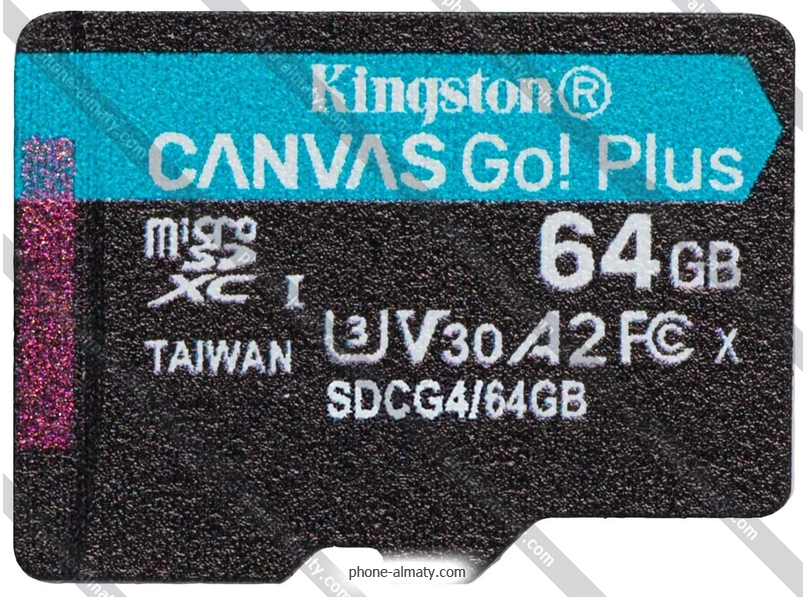 Kingston®
CANVAS Go! Plus
micro
SD
XC I
64GB
TAIWAN
U3 V30 A2 FC X
SDCG4/64GB
phone-almaty.com